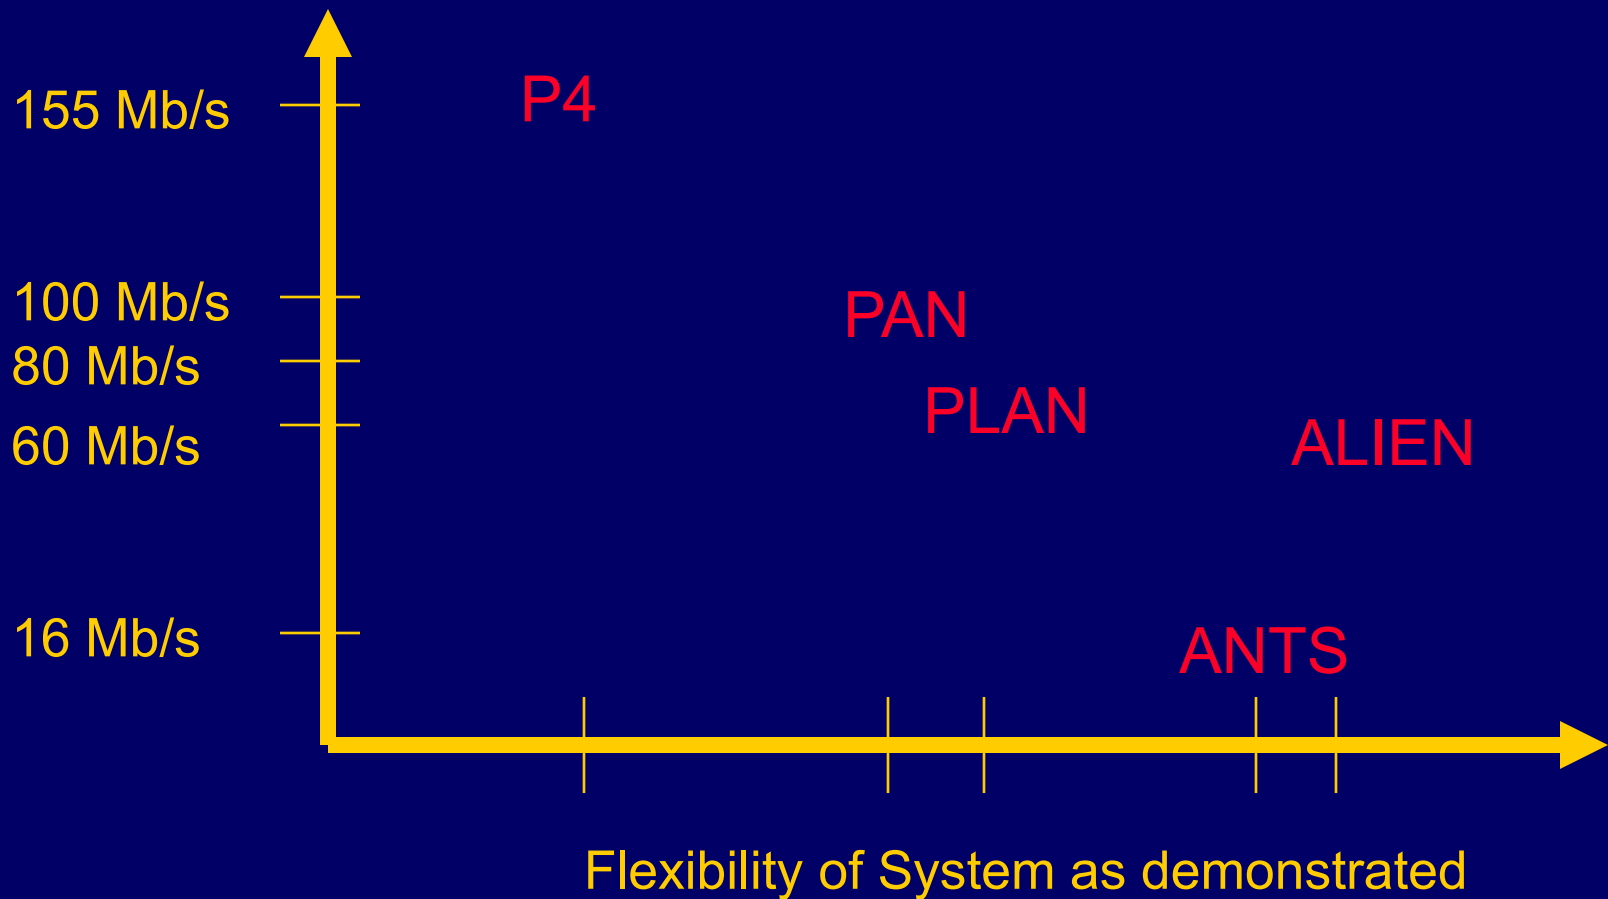 155 Mb/s
P4
100 Mb/s
PAN
80 Mb/s
PLAN
60 Mb/s
ALIEN
16 Mb/s
ANTS
Flexibility of System as demonstrated